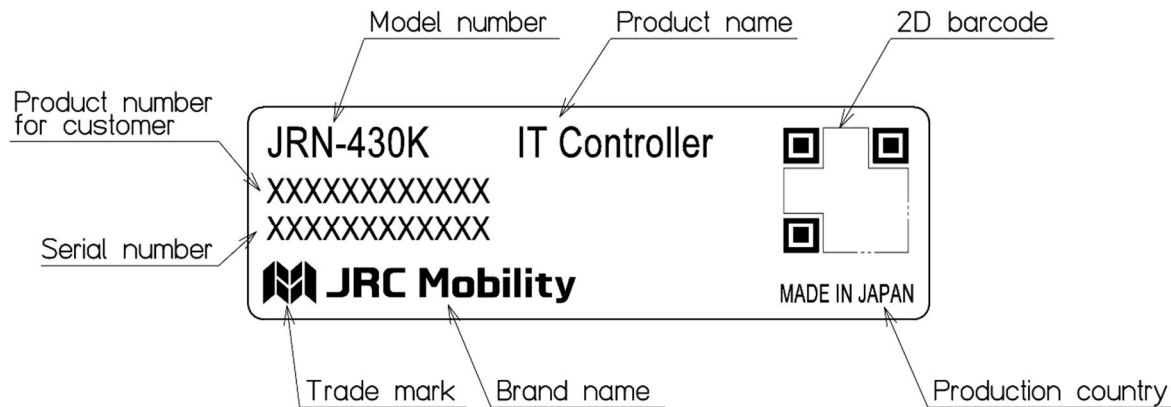 Model number
Product name
2D barcode
Product number
for customer
JRN-430K
IT Controller
XXXXXXXXXXXX
XXXXXXXXXXXX
Serial number
JRC Mobility
MADE IN JAPAN
Trade mark
Brand name
Production country